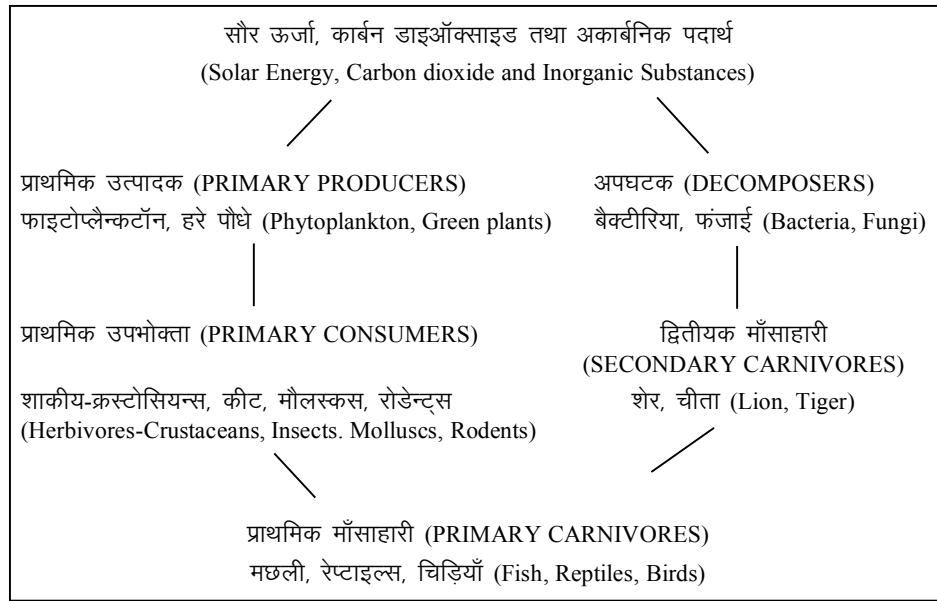 सौर ऊर्जा, कार्बन डाइऑक्साइड तथा अकार्बनिक पदार्थ
(Solar Energy, Carbon dioxide and Inorganic Substances)
प्राथमिक उत्पादक (PRIMARY PRODUCERS)
फाइटोप्लैन्कटॉन, हरे पौधे (Phytoplankton, Green plants)
अपघटक (DECOMPOSERS)
बैक्टीरिया, फंजाई (Bacteria, Fungi)
प्राथमिक उपभोक्ता (PRIMARY CONSUMERS)
शाकीय-क्रस्टोसियन्स, कीट, मौलस्कस, रोडेन्ट्स
(Herbivores-Crustaceans, Insects. Molluscs, Rodents)
द्वितीयक माँसाहारी
(SECONDARY CARNIVORES)
शेर, चीता (Lion, Tiger)
प्राथमिक माँसाहारी (PRIMARY CARNIVORES)
मछली, रेप्टाइल्स, चिड़ियाँ (Fish, Reptiles, Birds)